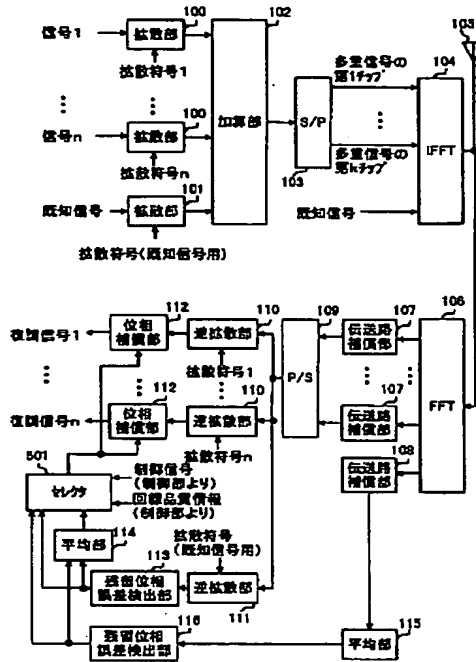 100
102
信号1
拡散部
105
拡散符号1
多重信号の
第1チップ
104
100
信号n
拡散部
加算部
S/P
IFFT
拡散符号n
103
多重信号の
第kチップ
101
既知信号
拡散部
既知信号
拡散符号(既知信号用)
112
110
109
107
106
復調信号1
位相
補償部
逆拡散部
P/S
伝送路
補償部
FFT
拡散符号1
112
110
107
復調信号n
位相
補償部
逆拡散部
伝送路
補償部
拡散符号n
108
501
伝送路
補償部
セレクタ
制御信号
(制御部より)
回線品質情報
(制御部より)
114
平均部
拡散符号
(既知信号用)
113
残留位相
誤差検出部
逆拡散部
111
116
残留位相
誤差検出部
115
平均部